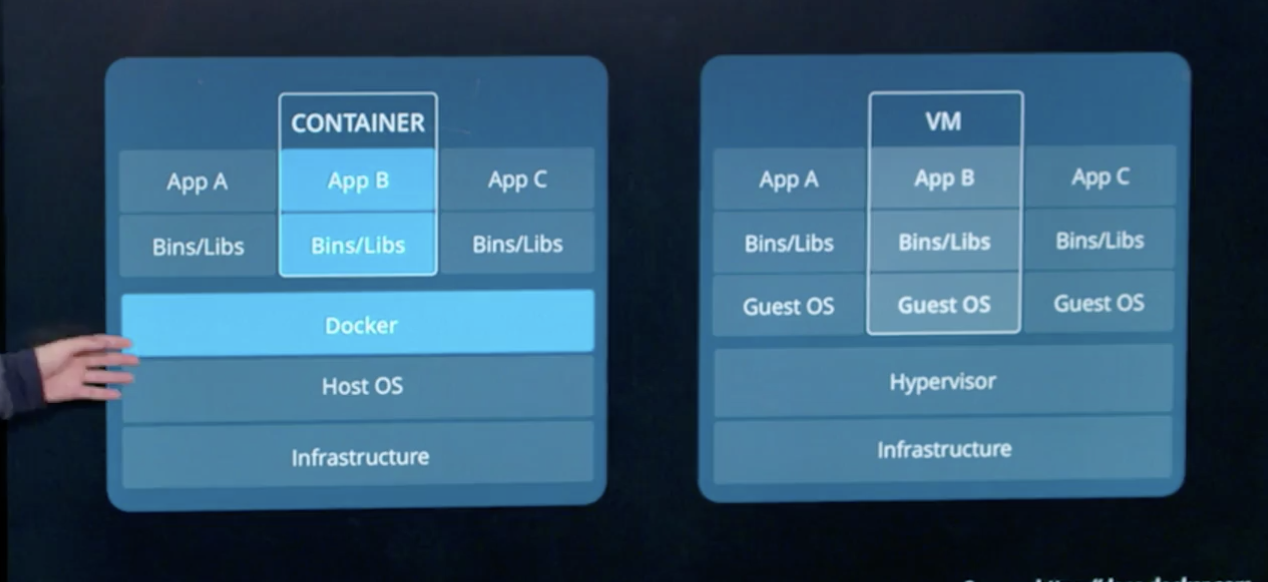 CONTAINER
App A
App B
App C
Bins/Libs
Bins/Libs
Bins/Libs
Docker
Host OS
Infrastructure
VM
App A
App B
App C
Bins/Libs
Bins/Libs
Bins/Libs
Guest OS
Guest OS
Guest OS
Hypervisor
Infrastructure